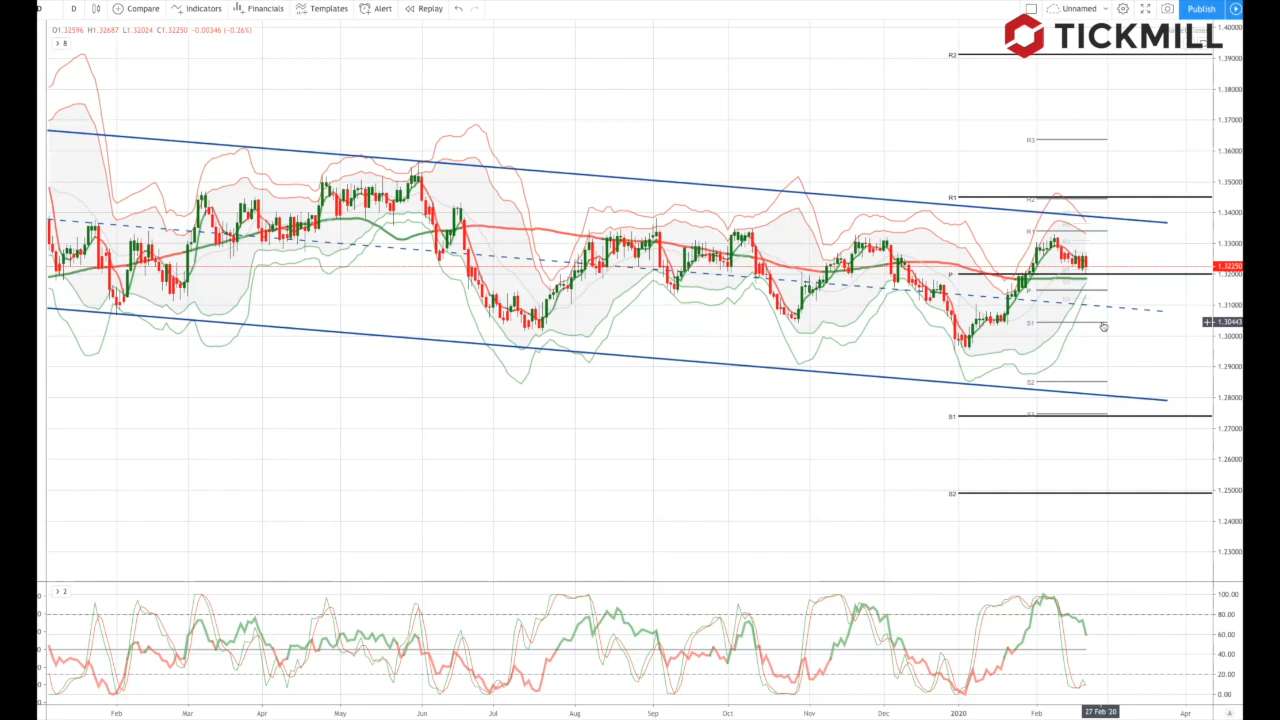 D
D
Compare
Indicators
Financials
Templates
Alert
Replay
Unnamed
Publish
TICKMILL
O1.32596 H1.32687 L1.32024 C1.32250 -0.00346 (-0.26%)
8
1.40000
1.39000
1.38000
1.37000
1.36000
1.35000
1.34000
1.33000
1.32250
1.32000
1.31000
1.30443
1.30000
1.29000
1.28000
1.27000
1.26000
1.25000
1.24000
1.23000
R2
R3
R1
R2
R1
P
P
S1
S2
S3
S1
S2
2
100.00
80.00
60.00
40.00
20.00
0.00
Feb
Mar
Apr
May
Jun
Jul
Aug
Sep
Oct
Nov
Dec
2020
Feb
27 Feb '20
Apr
A